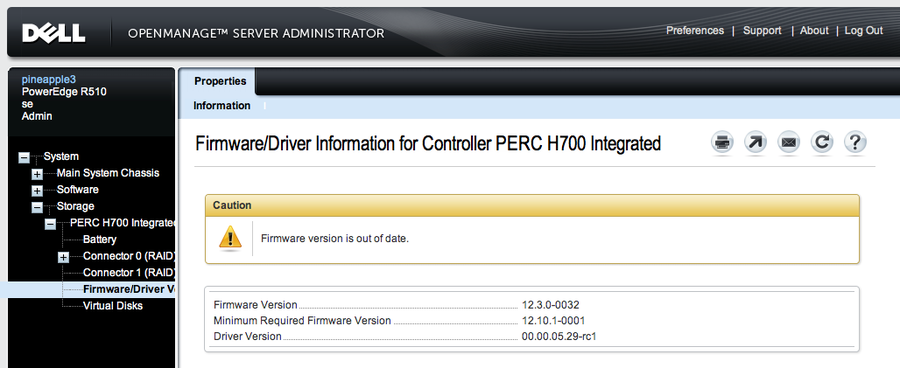 DELL OPENMANAGE™ SERVER ADMINISTRATOR Preferences | Support | About | Log Out
pineapple3
PowerEdge R510
se
Admin
Properties
Information
System
Main System Chassis
Software
Storage
PERC H700 Integrated
Battery
Connector 0 (RAID)
Connector 1 (RAID)
Firmware/Driver V
Virtual Disks
Firmware/Driver Information for Controller PERC H700 Integrated
?
Caution
Firmware version is out of date.
Firmware Version 12.3.0-0032
Minimum Required Firmware Version 12.10.1-0001
Driver Version 00.00.05.29-rc1